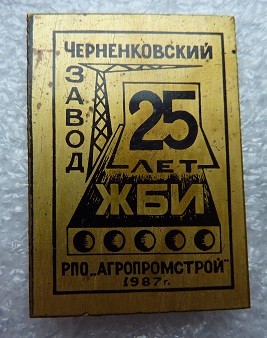 ЧЕРНЕНКОВСКИЙ
ЗАВОД
25
ЛЕТ
ЖБИ
РПО „АГРОПРОМСТРОЙ"
1987г.